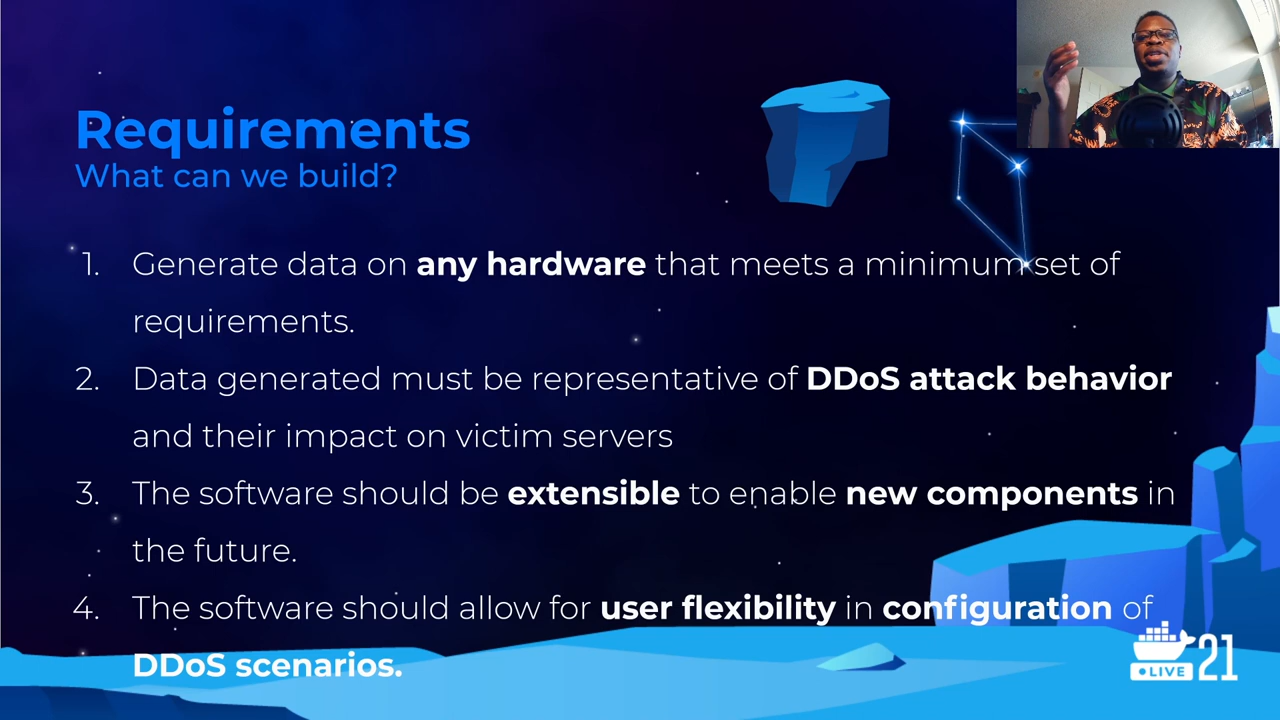 Requirements
What can we build?
1. Generate data on any hardware that meets a minimum set of
requirements.
2. Data generated must be representative of DDoS attack behavior
and their impact on victim servers
3. The software should be extensible to enable new components in
the future.
4. The software should allow for user flexibility in configuration of
DDoS scenarios.
LIVE 21